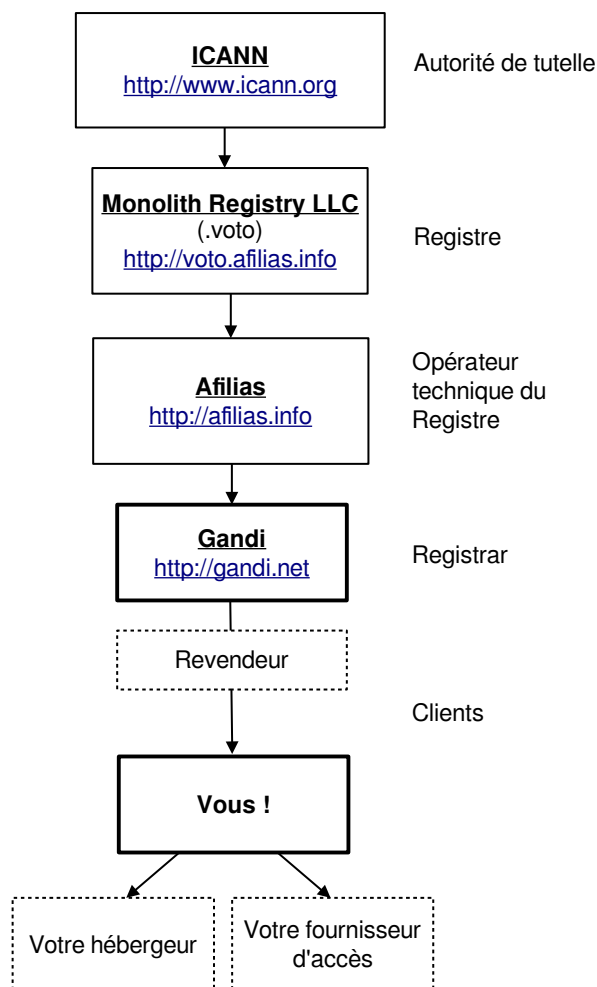 ICANN
http://www.icann.org
Autorité de tutelle
Monolith Registry LLC
(.voto)
http://voto.afilias.info
Registre
Afilias
http://afilias.info
Opérateur
technique du
Registre
Gandi
http://gandi.net
Registrar
Revendeur
Clients
Vous !
Votre hébergeur
Votre fournisseur
d'accès